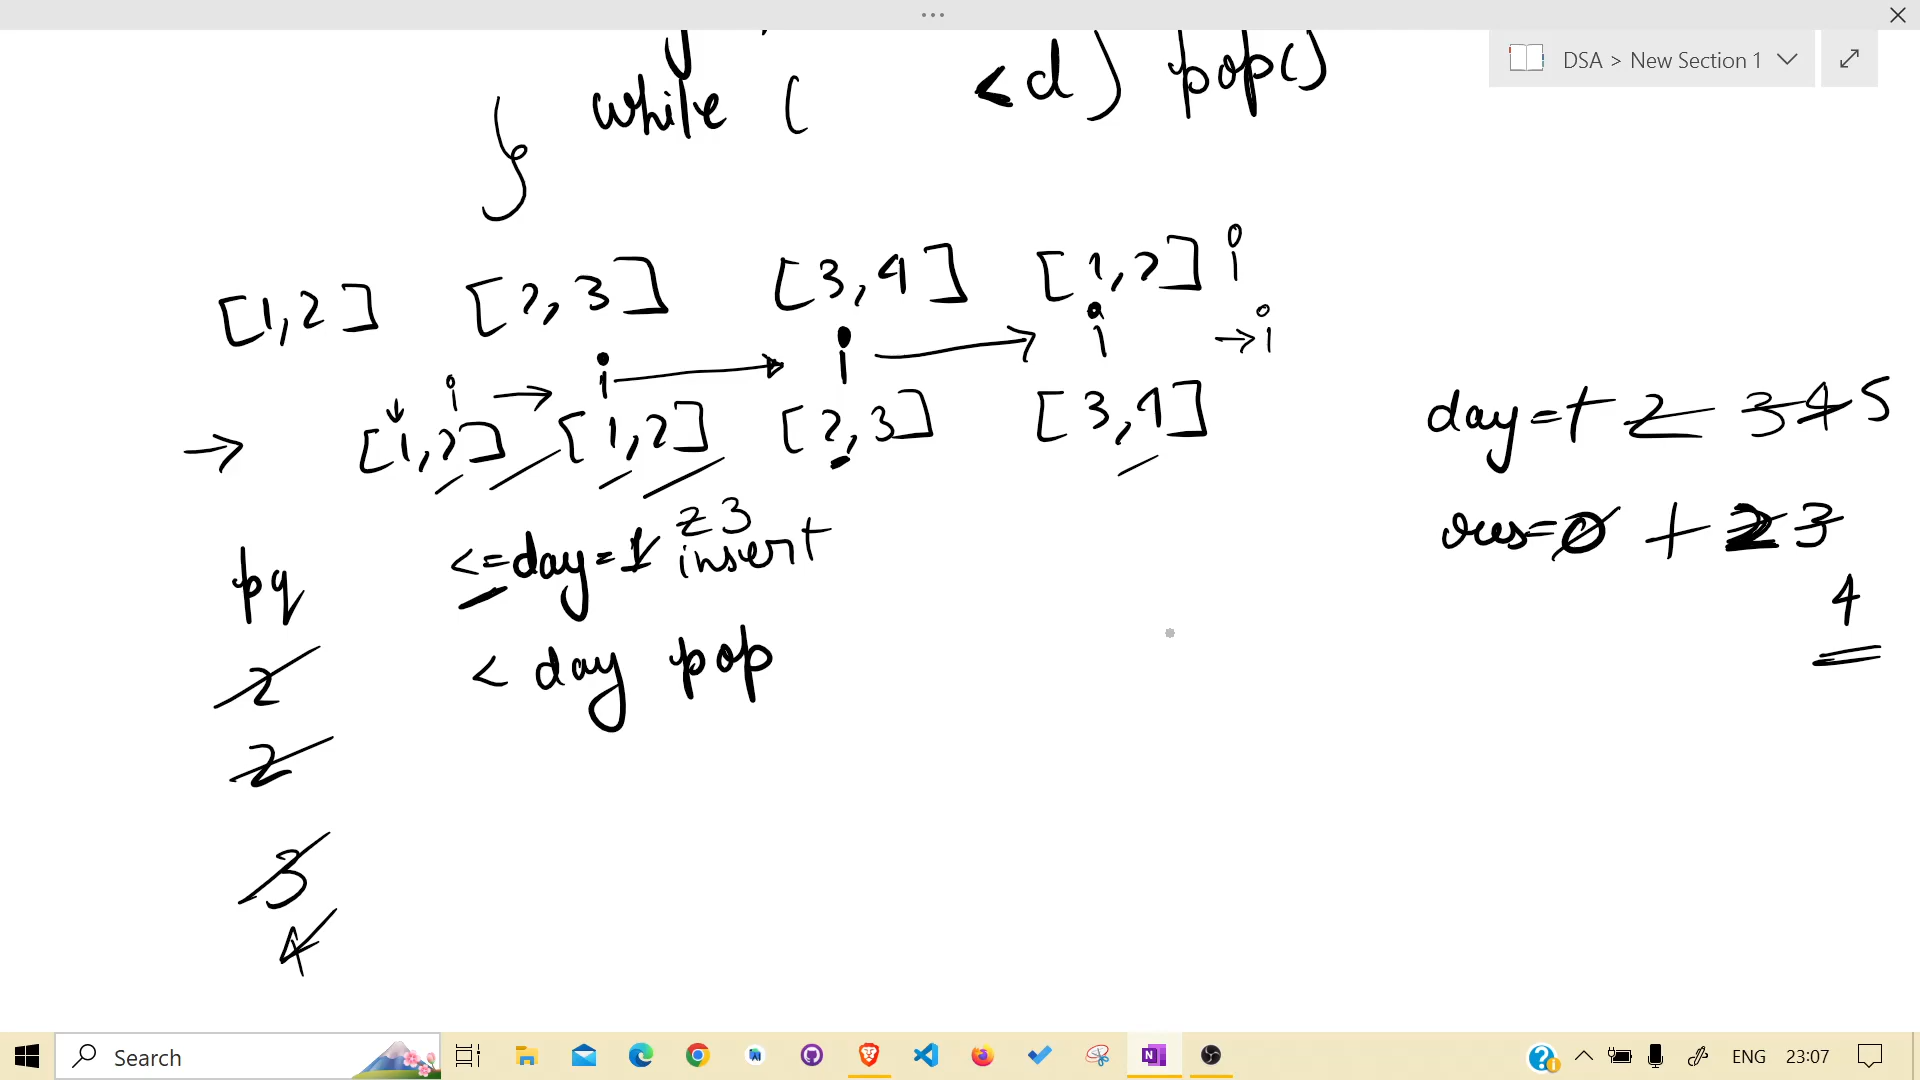 DSA > New Section 1
while ( <d) pop()
[1,2] [2,3] [3,4] [1,2] i
i → i → i → i → i
→ [1,2] [1,2] [2,3] [3,4]
day=1 2 3 4 5
res=0 1 2 3
4
pq <=day=1 2 3
insert
< day pop
2
2
3
4
Search
ENG 23:07